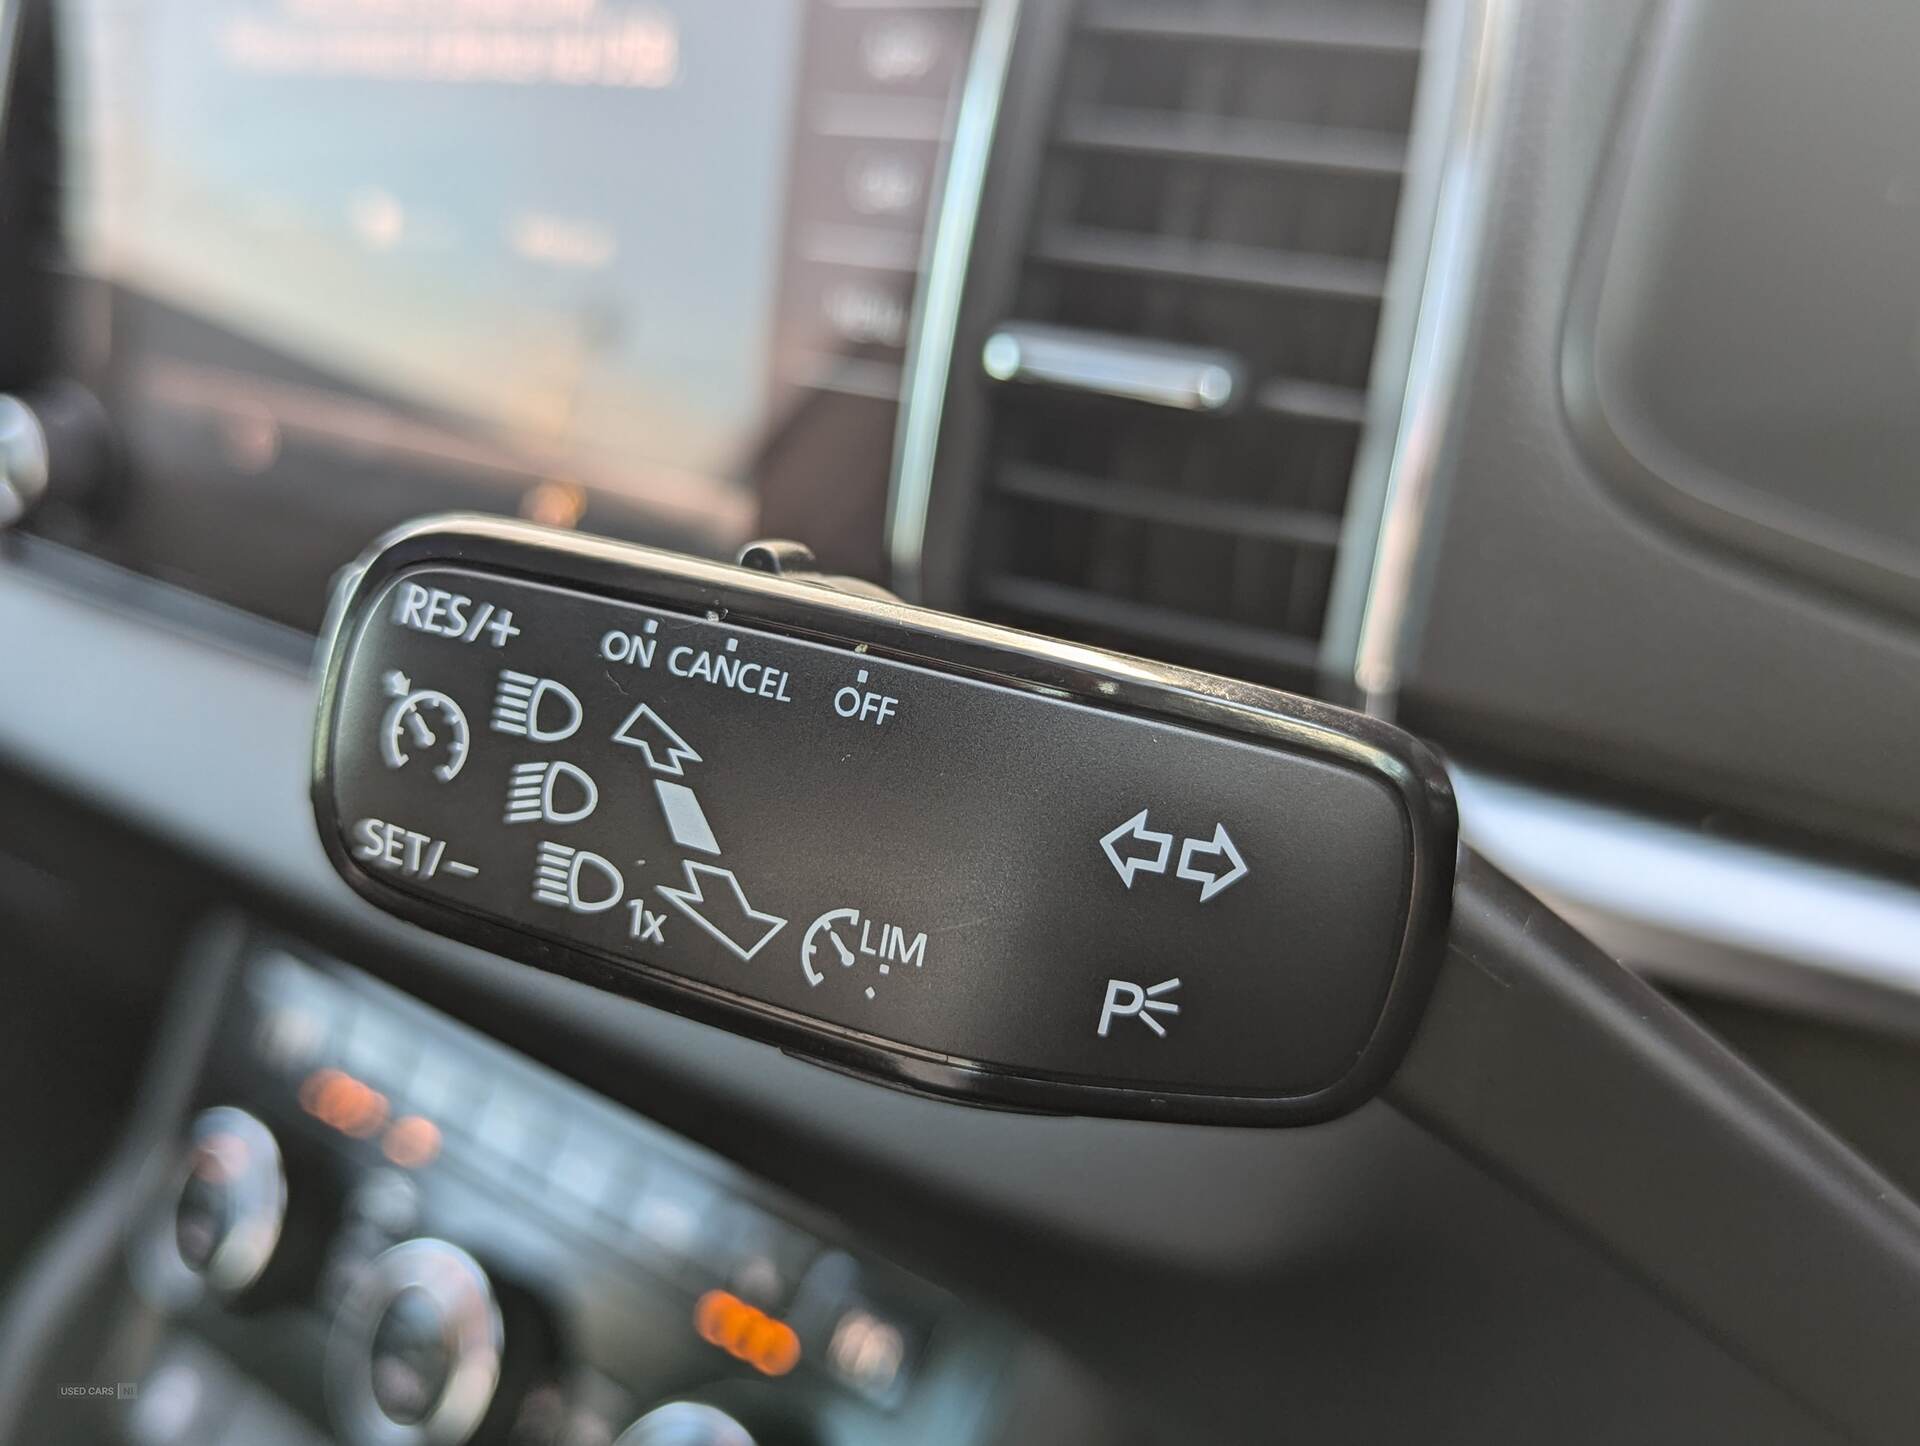 RES/+
ON CANCEL OFF
SET/−
1x
LIM
P
USED CARS NI